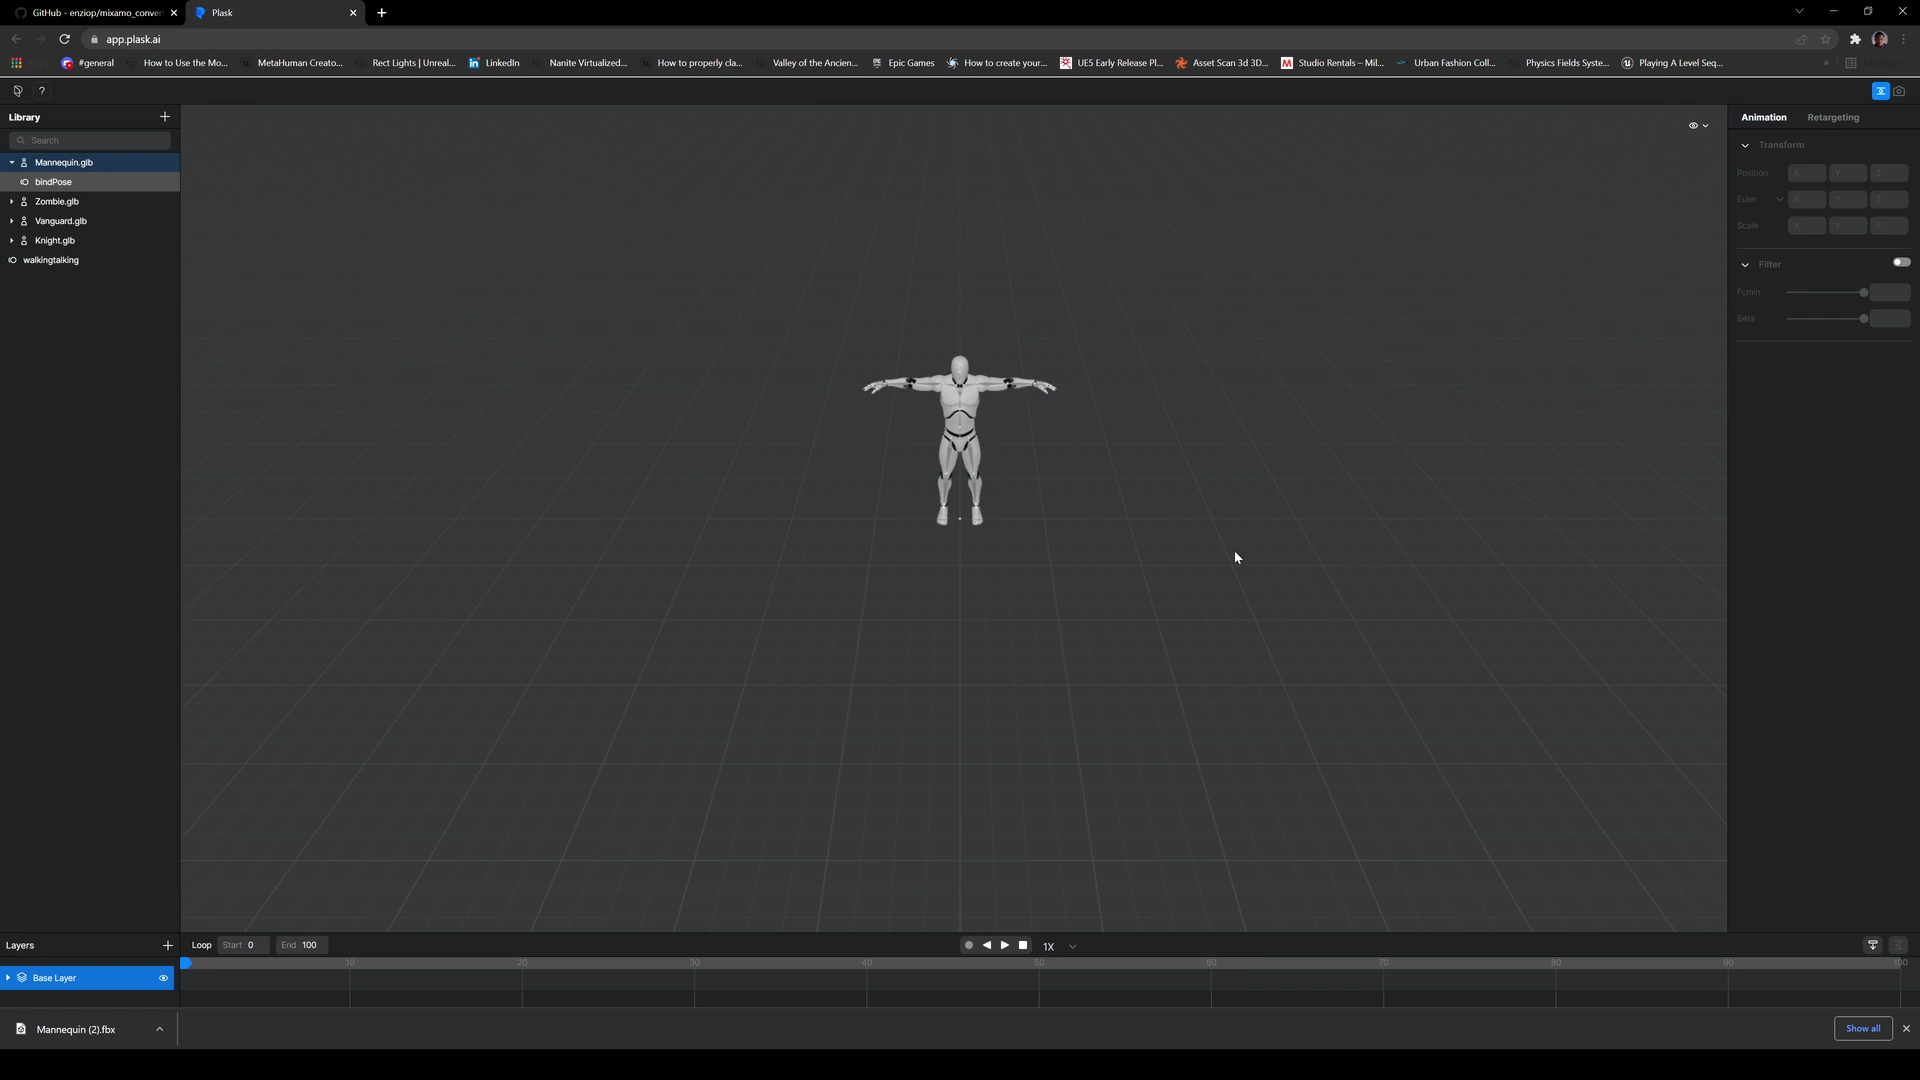 GitHub - enziop/mixamo_conver
Plask
app.plask.ai
Apps
#general
How to Use the Mo...
MetaHuman Creato...
Rect Lights | Unreal...
LinkedIn
Nanite Virtualized...
How to properly cla...
Valley of the Ancien...
Epic Games
How to create your...
UE5 Early Release Pl...
Asset Scan 3d 3D...
Studio Rentals – Mil...
Urban Fashion Coll...
Physics Fields Syste...
Playing A Level Seq...
»
?
Library
Search
Mannequin.glb
bindPose
Zombie.glb
Vanguard.glb
Knight.glb
walkingtalking
Animation
Retargeting
Transform
Position X Y Z
Euler X Y Z
Scale X Y Z
Filter
Fcmin
Beta
Layers
Base Layer
Loop
Start 0
End 100
1X
10 20 30 40 50 60 70 80 90 100
Mannequin (2).fbx
Show all